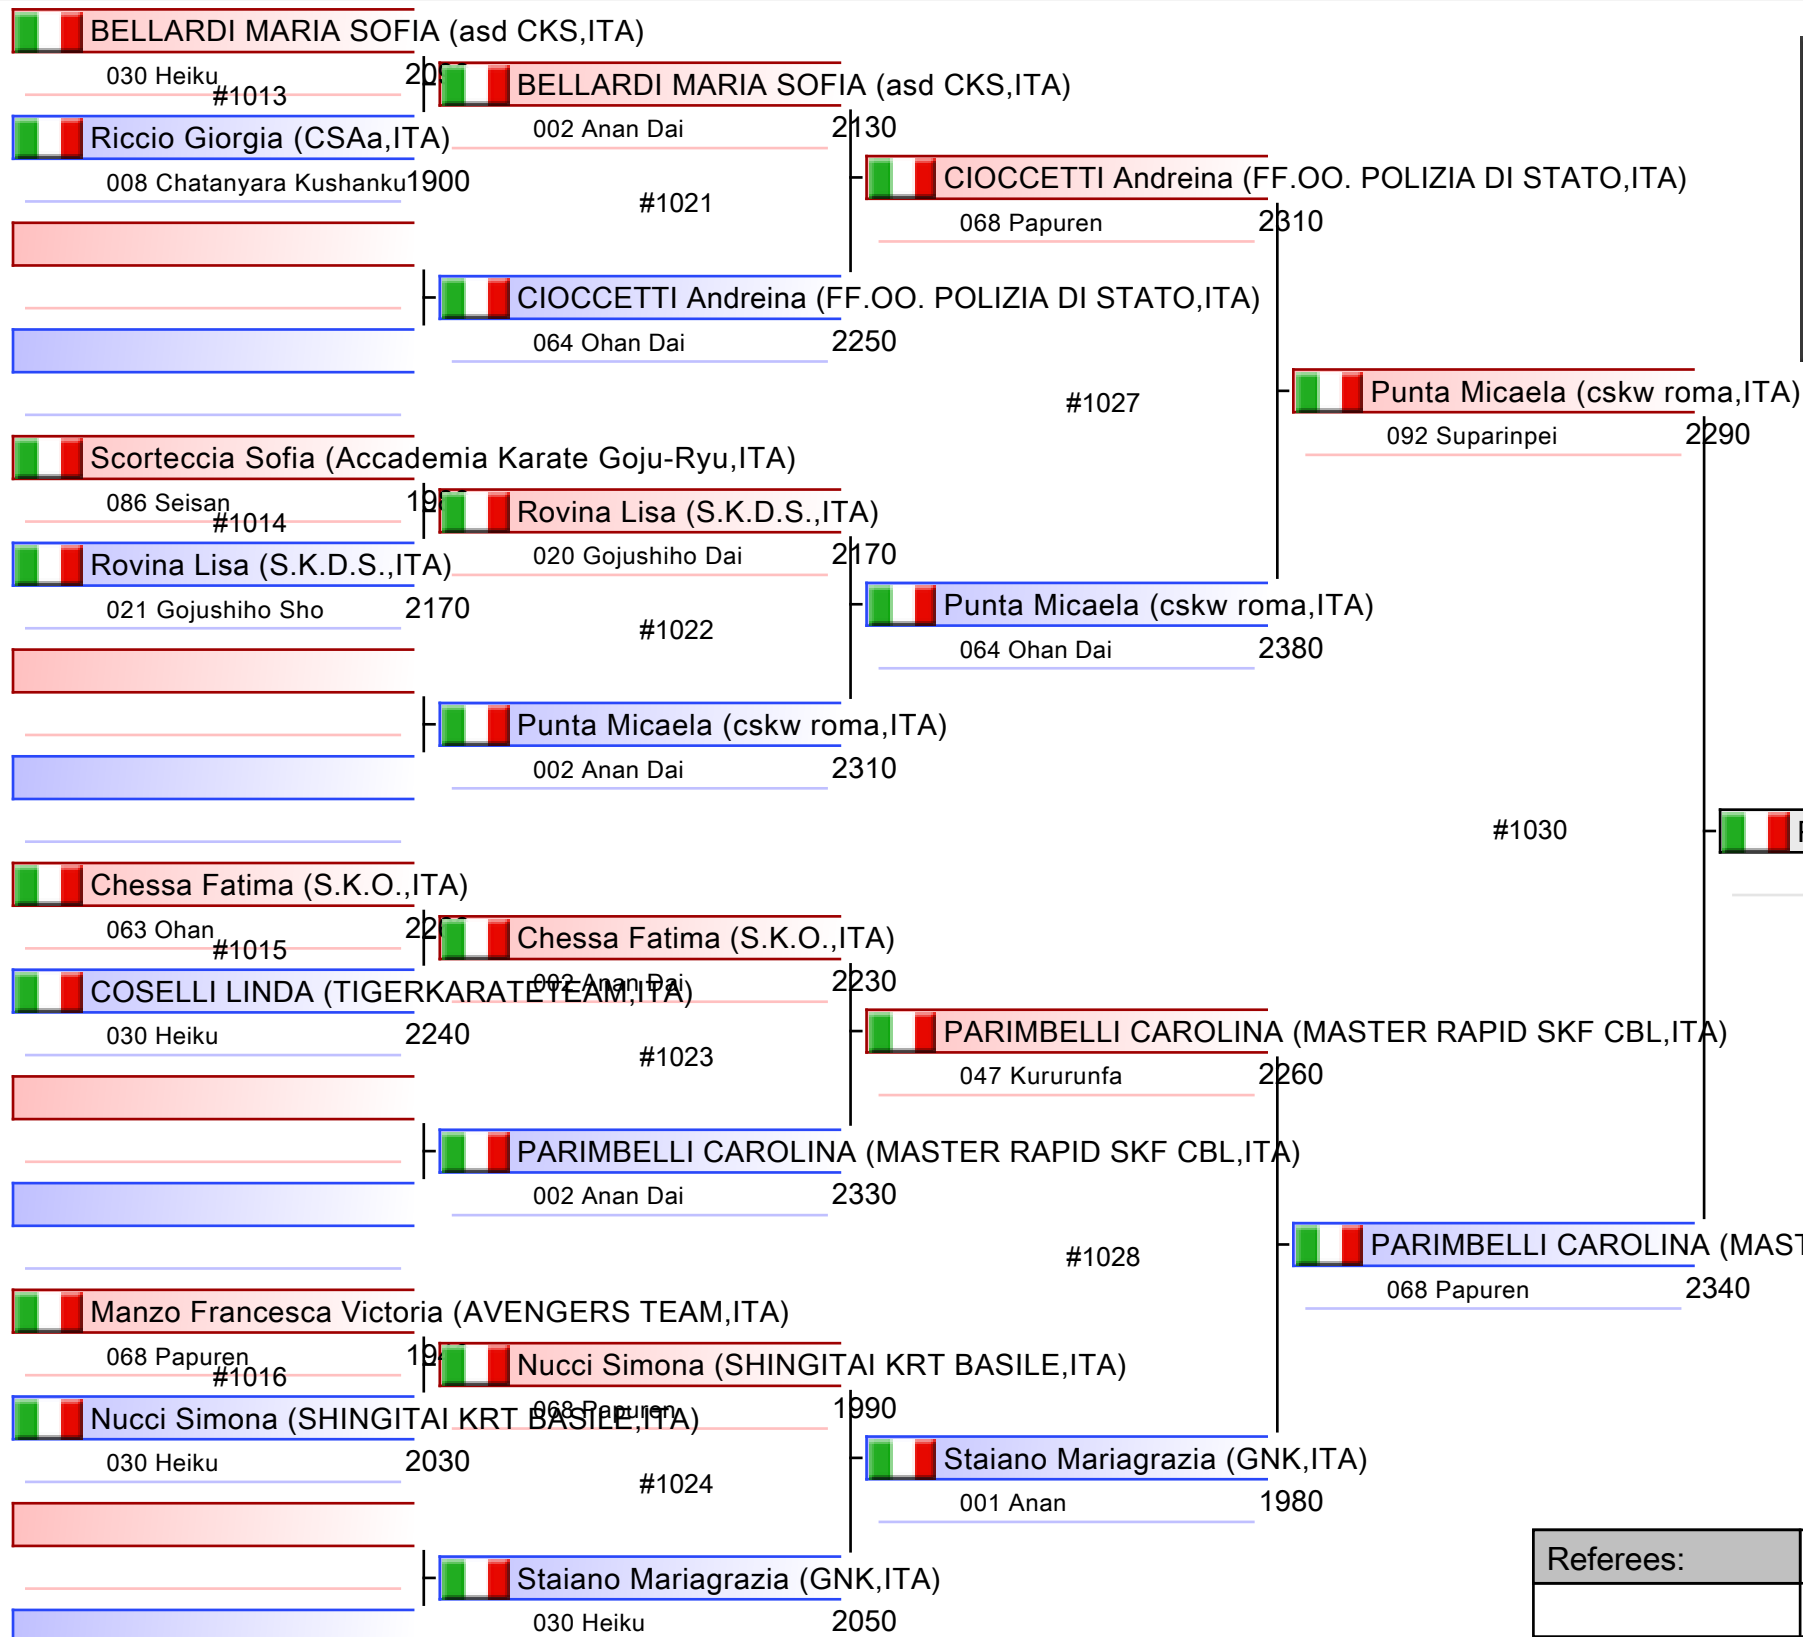 BELLARDI MARIA SOFIA (asd CKS,ITA)
030 Heiku
#1013
Riccio Giorgia (CSAa,ITA)
008 Chatanyara Kushanku 1900
Scorteccia Sofia (Accademia Karate Goju-Ryu,ITA)
086 Seisan
#1014
Rovina Lisa (S.K.D.S.,ITA)
021 Gojushiho Sho 2170
Chessa Fatima (S.K.O.,ITA)
063 Ohan
#1015
COSELLI LINDA (TIGERKARATETEAM,ITA)
030 Heiku 2240
Manzo Francesca Victoria (AVENGERS TEAM,ITA)
068 Papuren
#1016
Nucci Simona (SHINGITAI KRT BASILE,ITA)
030 Heiku 2030
BELLARDI MARIA SOFIA (asd CKS,ITA)
002 Anan Dai 2130
#1021
CIOCCETTI Andreina (FF.OO. POLIZIA DI STATO,ITA)
064 Ohan Dai 2250
Rovina Lisa (S.K.D.S.,ITA)
020 Gojushiho Dai 2170
#1022
Punta Micaela (cskw roma,ITA)
002 Anan Dai 2310
Chessa Fatima (S.K.O.,ITA)
002 Anan Dai 2230
#1023
PARIMBELLI CAROLINA (MASTER RAPID SKF CBL,ITA)
002 Anan Dai 2330
Nucci Simona (SHINGITAI KRT BASILE,ITA)
068 Papuren 1990
#1024
Staiano Mariagrazia (GNK,ITA)
030 Heiku 2050
CIOCCETTI Andreina (FF.OO. POLIZIA DI STATO,ITA)
068 Papuren 2310
#1027
Punta Micaela (cskw roma,ITA)
064 Ohan Dai 2380
PARIMBELLI CAROLINA (MASTER RAPID SKF CBL,ITA)
047 Kururunfa 2260
#1028
Staiano Mariagrazia (GNK,ITA)
001 Anan 1980
Punta Micaela (cskw roma,ITA)
092 Suparinpei 2290
#1030
PARIMBELLI CAROLINA (MAST
068 Papuren 2340
Referees: